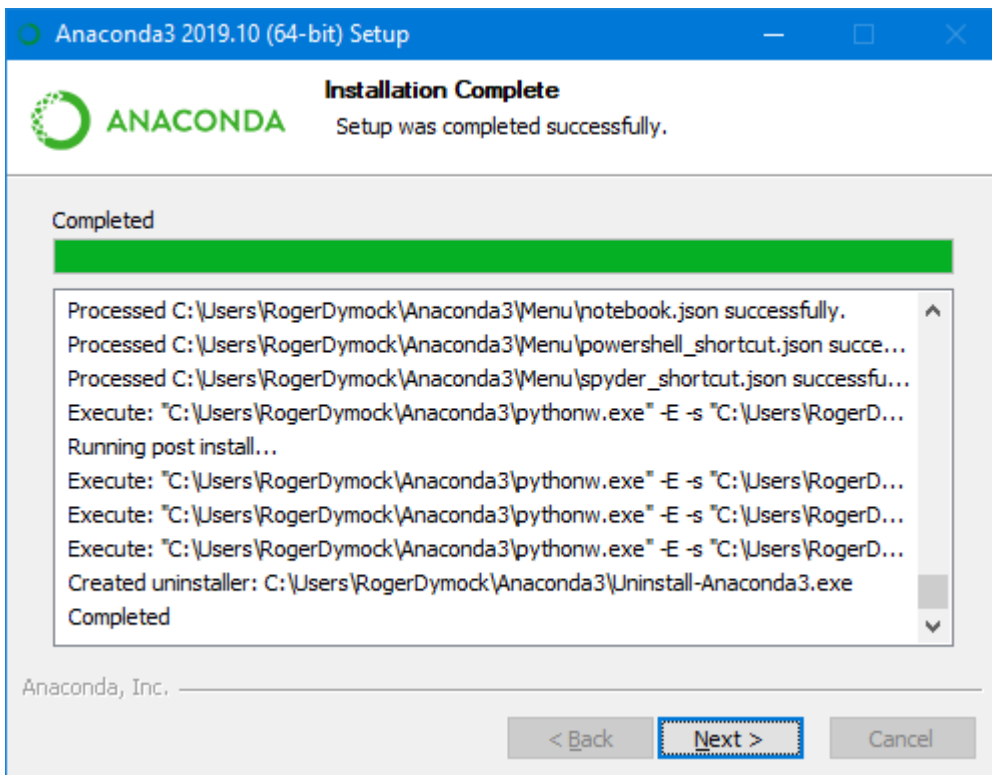 Anaconda3 2019.10 (64-bit) Setup
ANACONDA
Installation Complete
Setup was completed successfully.
Completed
Processed C:\Users\RogerDymock\Anaconda3\Menu\notebook.json successfully.
Processed C:\Users\RogerDymock\Anaconda3\Menu\powershell_shortcut.json succe...
Processed C:\Users\RogerDymock\Anaconda3\Menu\spyder_shortcut.json successfu...
Execute: "C:\Users\RogerDymock\Anaconda3\pythonw.exe" -E -s "C:\Users\RogerD...
Running post install...
Execute: "C:\Users\RogerDymock\Anaconda3\pythonw.exe" -E -s "C:\Users\RogerD...
Execute: "C:\Users\RogerDymock\Anaconda3\pythonw.exe" -E -s "C:\Users\RogerD...
Execute: "C:\Users\RogerDymock\Anaconda3\pythonw.exe" -E -s "C:\Users\RogerD...
Created uninstaller: C:\Users\RogerDymock\Anaconda3\Uninstall-Anaconda3.exe
Completed
Anaconda, Inc.
< Back Next > Cancel